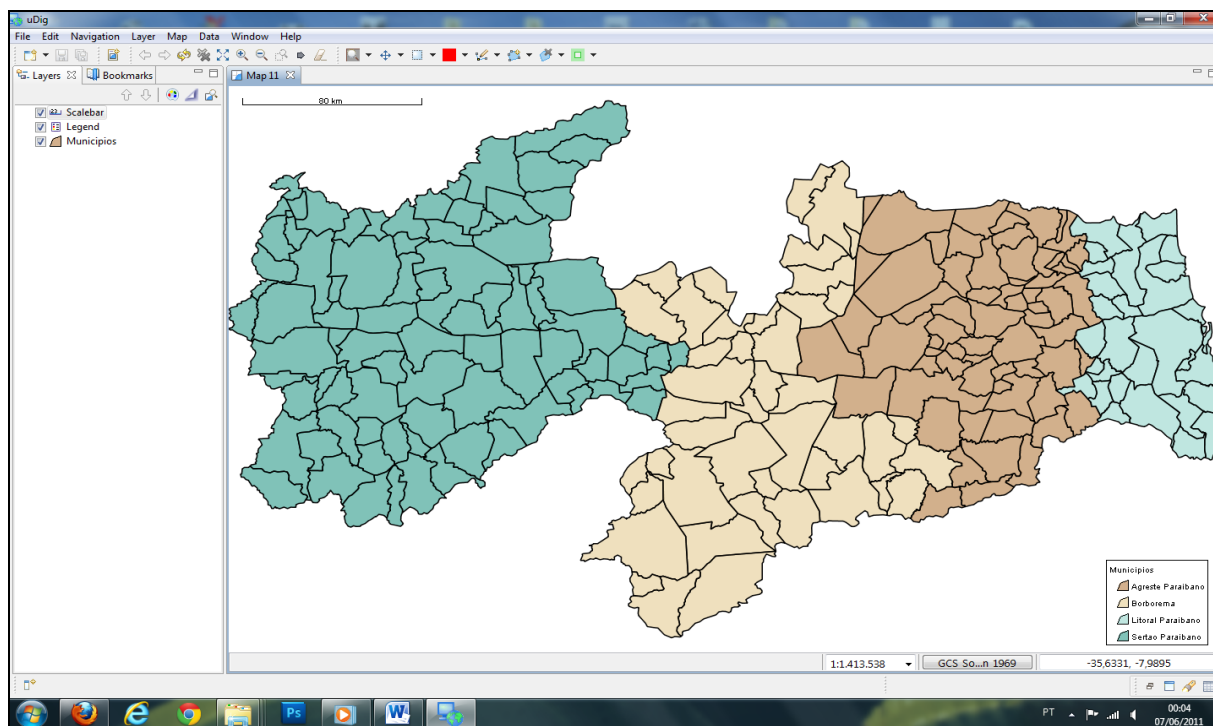 uDig
File Edit Navigation Layer Map Data Window Help
Layers Bookmarks
Map 11
Scalebar
Legend
Municipios
80 km
Municipios
Agreste Paraibano
Borborema
Litoral Paraibano
Sertao Paraibano
1:1.413.538 GCS So...n 1969 -35,6331, -7,9895
Ps W PT 00:04
07/06/2011